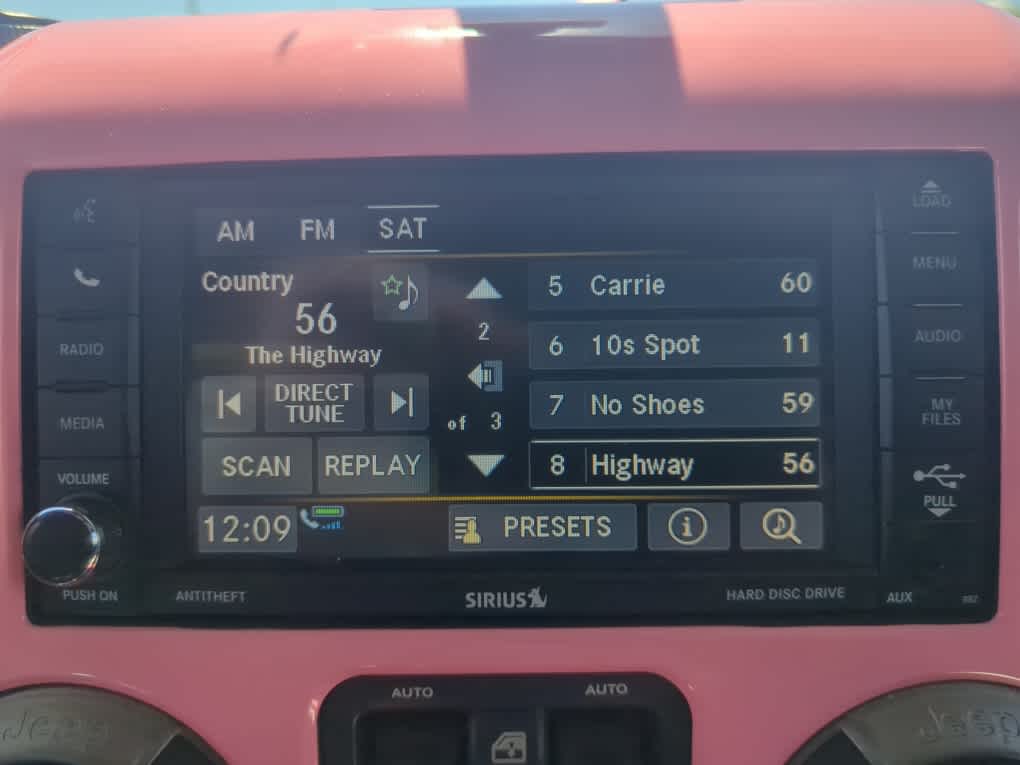 LOAD
AM FM SAT
MENU
Country
5 Carrie 60
56
2
The Highway
6 10s Spot 11
RADIO
AUDIO
DIRECT
TUNE
of 3
7 No Shoes 59
MEDIA
MY
FILES
SCAN REPLAY
8 Highway 56
VOLUME
PULL
12:09
PRESETS
i
PUSH ON
ANTITHEFT
SIRIUS
HARD DISC DRIVE
AUX
AUTO
AUTO
Jeep
Jeep